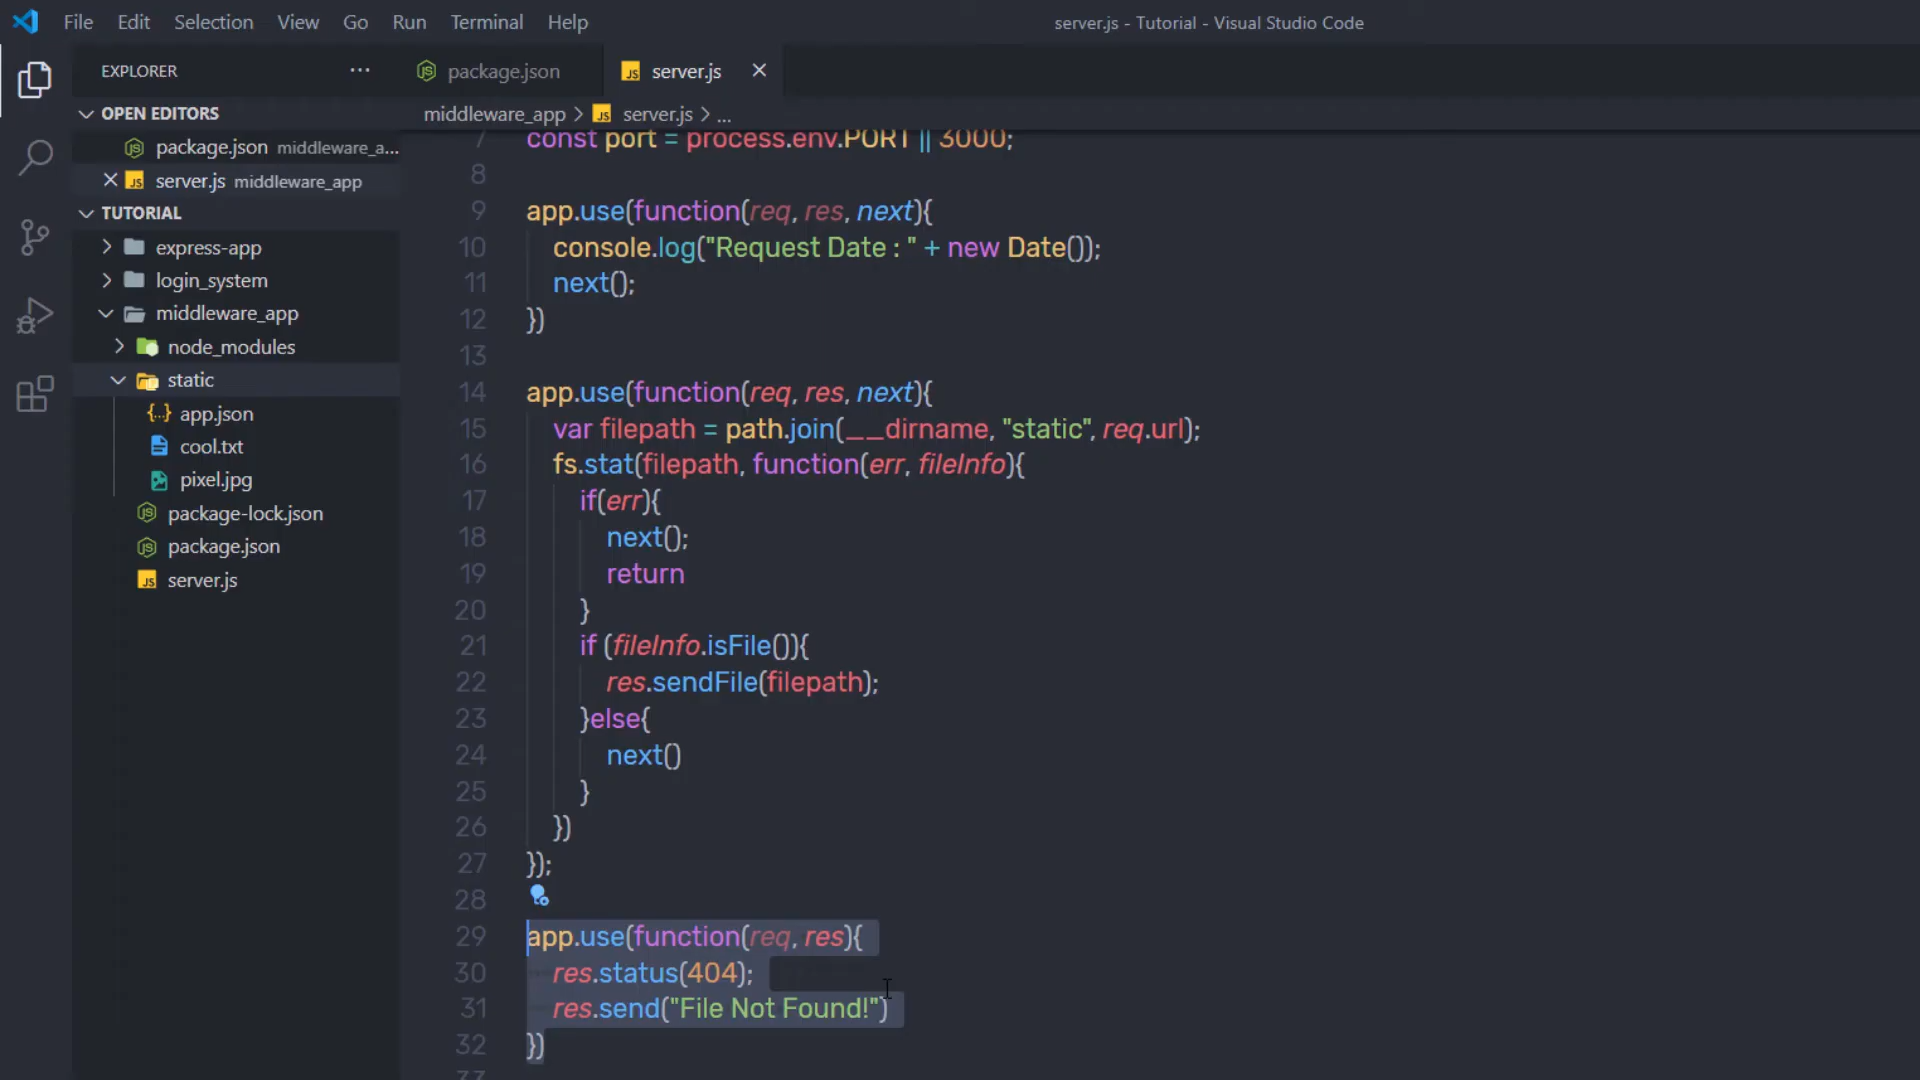 File Edit Selection View Go Run Terminal Help
server.js - Tutorial - Visual Studio Code
EXPLORER ...
package.json
server.js
OPEN EDITORS
middleware_app > server.js > ...
package.json middleware_a...
server.js middleware_app
TUTORIAL
express-app
login_system
middleware_app
node_modules
static
app.json
cool.txt
pixel.jpg
package-lock.json
package.json
server.js
7 const port = process.env.PORT || 3000;
8
9 app.use(function(req, res, next){
10 console.log("Request Date : " + new Date());
11 next();
12 })
13
14 app.use(function(req, res, next){
15 var filepath = path.join(__dirname, "static", req.url);
16 fs.stat(filepath, function(err, fileInfo){
17 if(err){
18 next();
19 return
20 }
21 if (fileInfo.isFile()){
22 res.sendFile(filepath);
23 }else{
24 next()
25 }
26 })
27 });
28
29 app.use(function(req, res){
30 res.status(404);
31 res.send("File Not Found!")
32 })
33